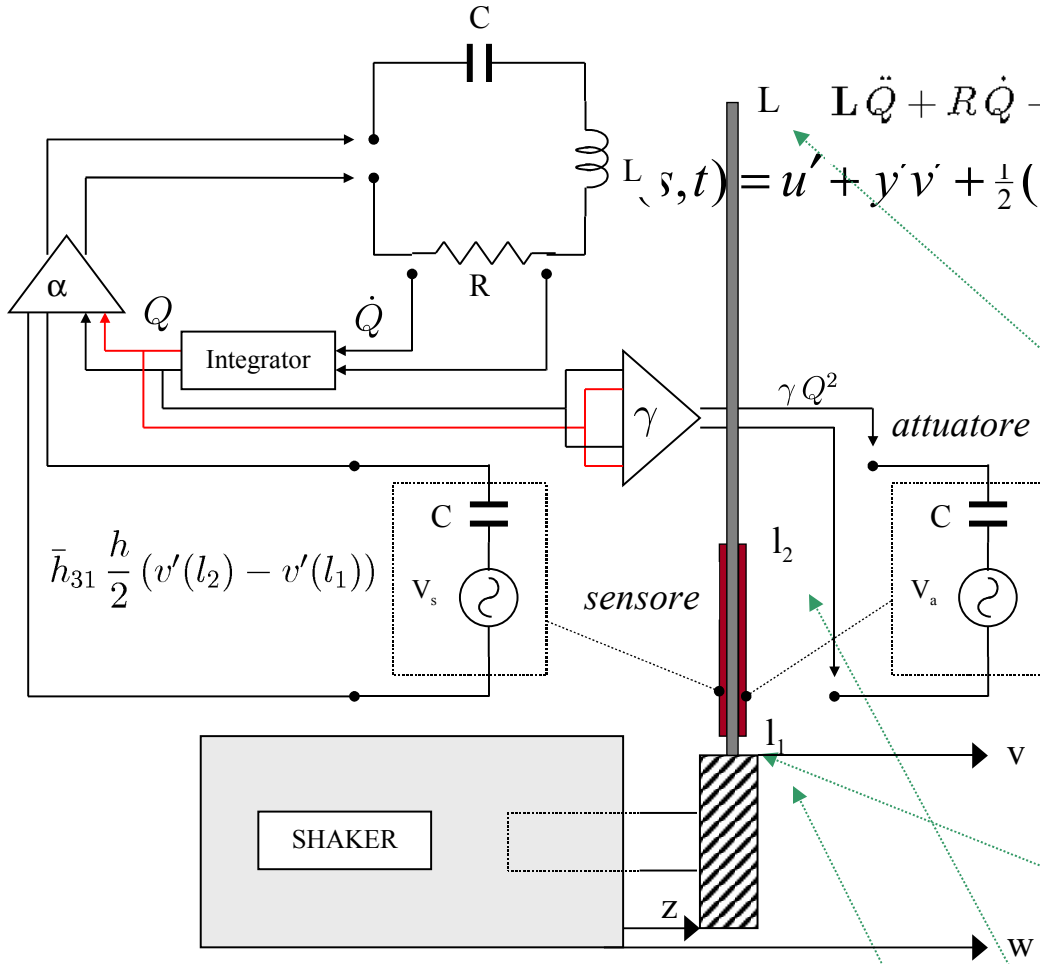 C
L
L Q̈ + R Q̇ -
L
s,t) = u′ + y′v′ + ½(
α
R
Q
Q̇
Integrator
γ
γ Q²
attuatore
C
C
l₂
h̄₃₁ h/2 (v′(l₂) − v′(l₁))
Vₛ
sensore
Vₐ
l₁
v
SHAKER
z
w